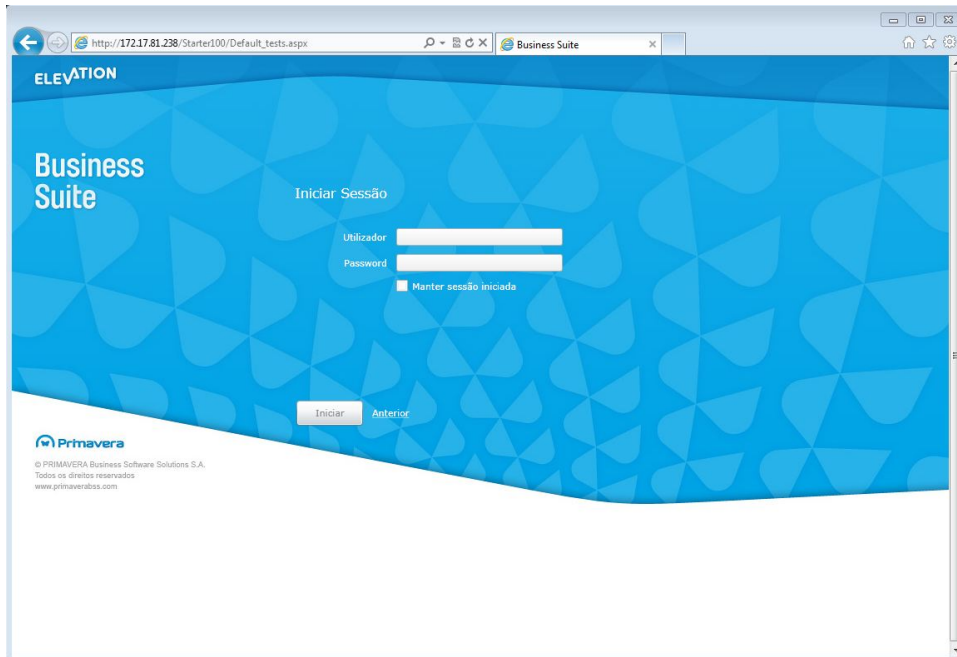 http://172.17.81.238/Starter100/Default_tests.aspx
Business Suite
ELEVATION
Business
Suite
Iniciar Sessão
Utilizador
Password
Manter sessão iniciada
Iniciar
Anterior
Primavera
© PRIMAVERA Business Software Solutions S.A.
Todos os direitos reservados
www.primaverabss.com